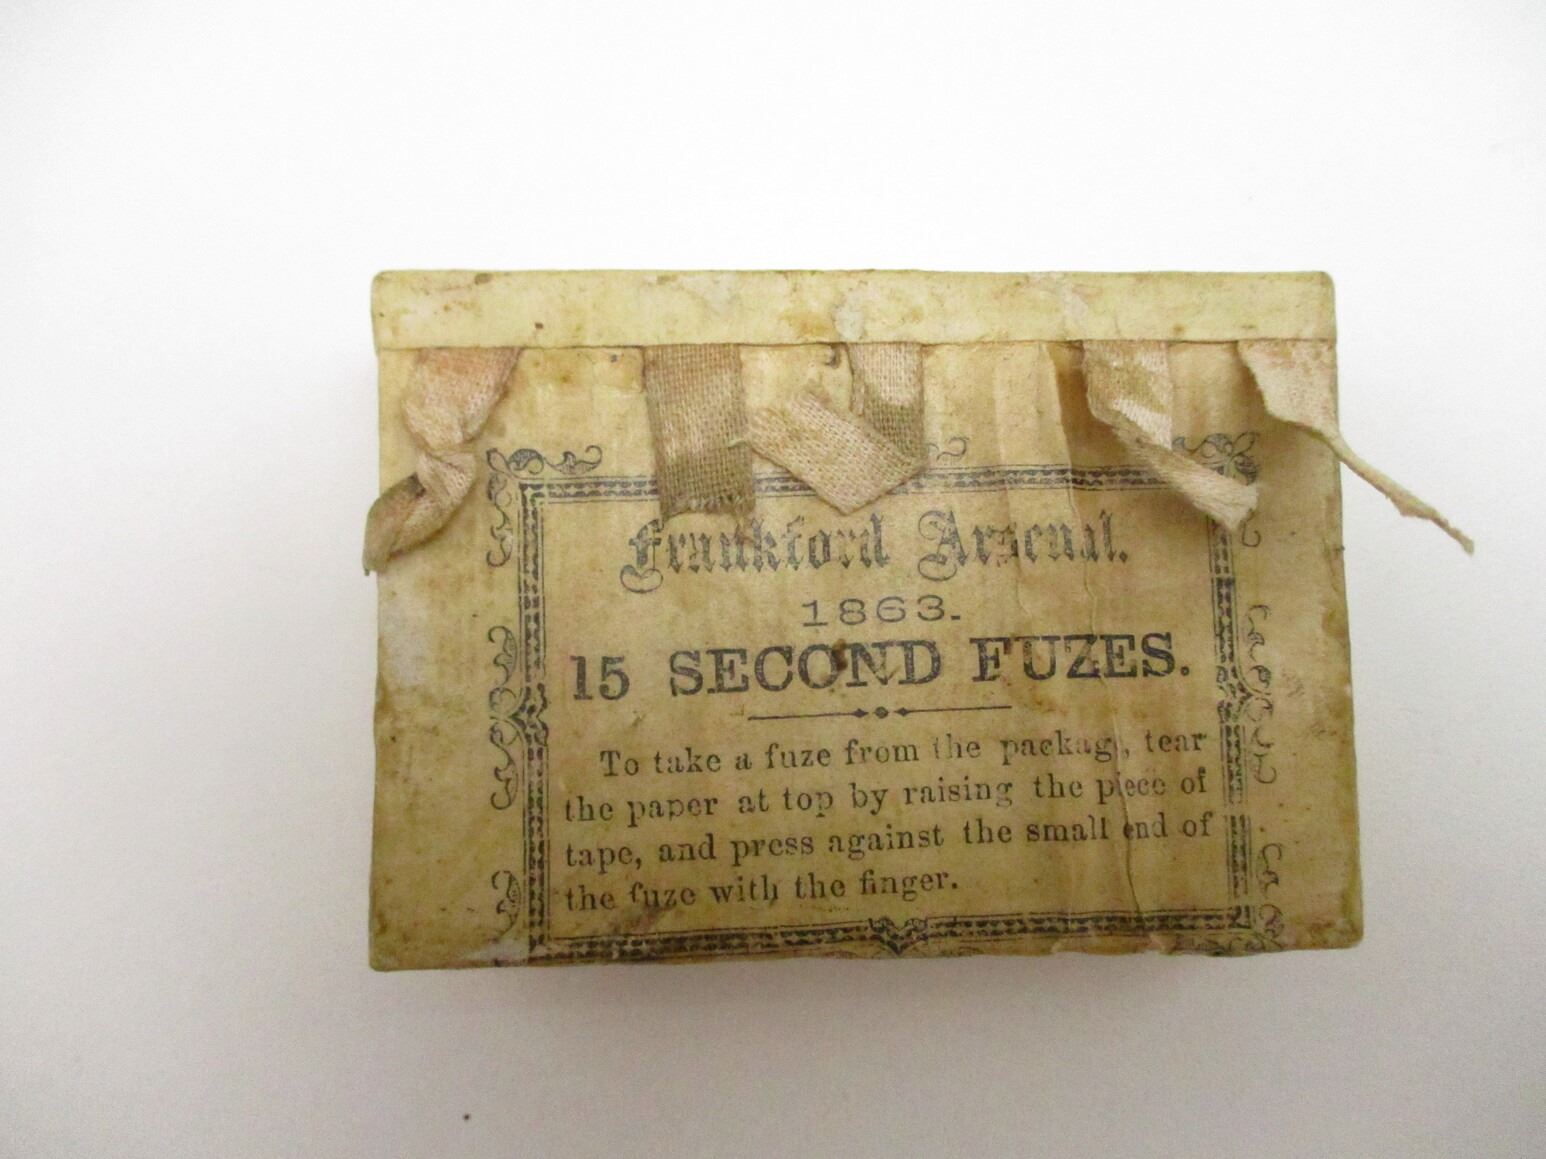 Frankford Arsenal.
1863.
15 SECOND FUZES.
To take a fuze from the package, tear
the paper at top by raising the piece of
tape, and press against the small end of
the fuze with the finger.